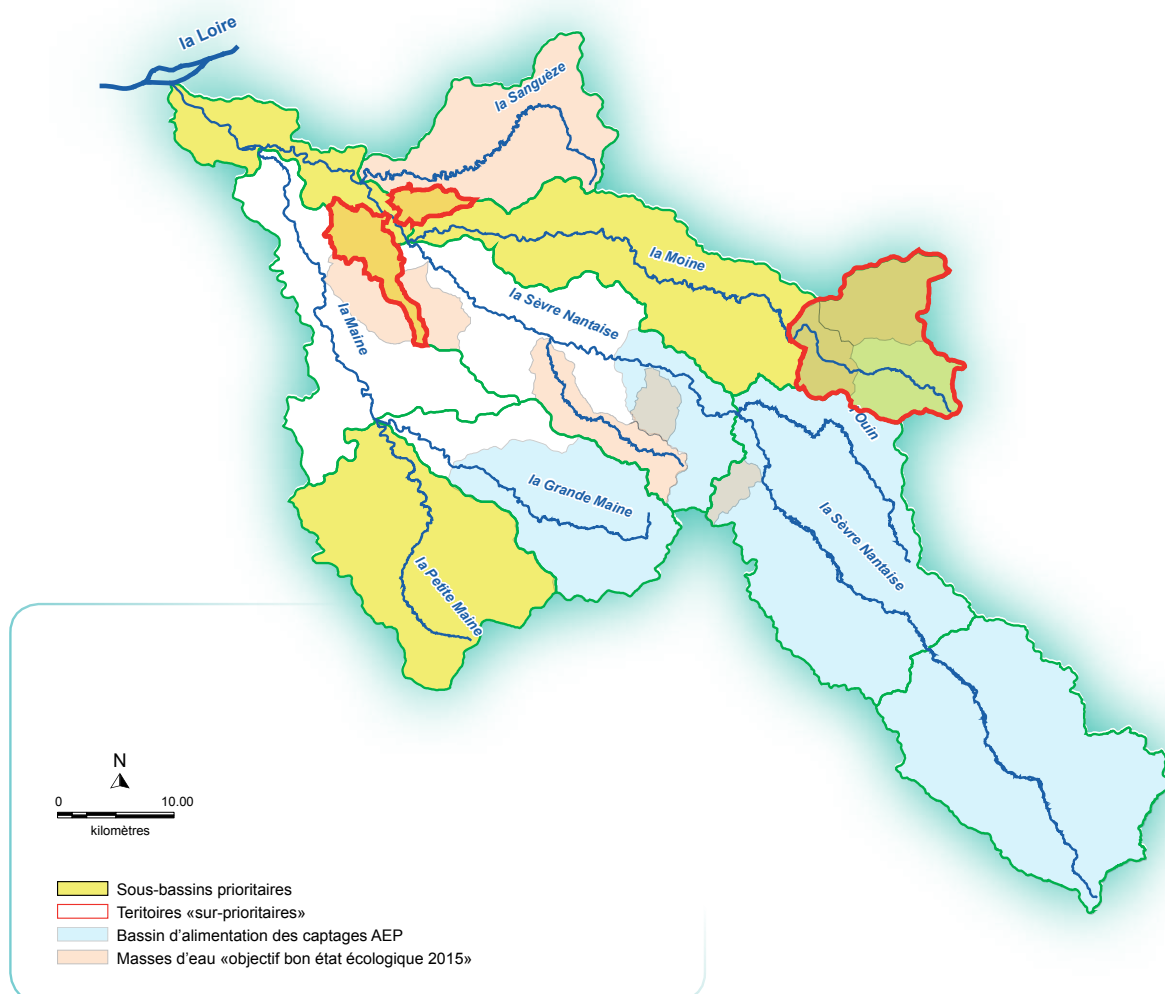 la Loire
la Sanguèze
la Moine
la Sèvre Nantaise
la Maine
l'Ouin
la Grande Maine
la Sèvre Nantaise
la Petite Maine
N
0 10.00
kilomètres
Sous-bassins prioritaires
Teritoires «sur-prioritaires»
Bassin d'alimentation des captages AEP
Masses d'eau «objectif bon état écologique 2015»